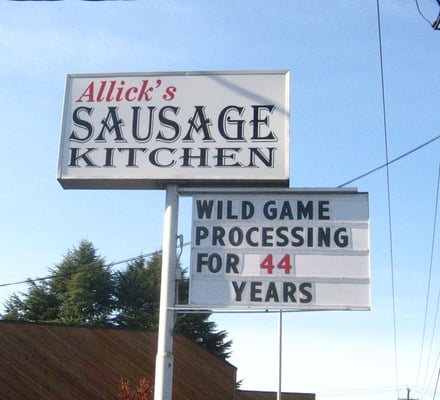 Allick's
SAUSAGE
KITCHEN
WILD GAME
PROCESSING
FOR 44
YEARS